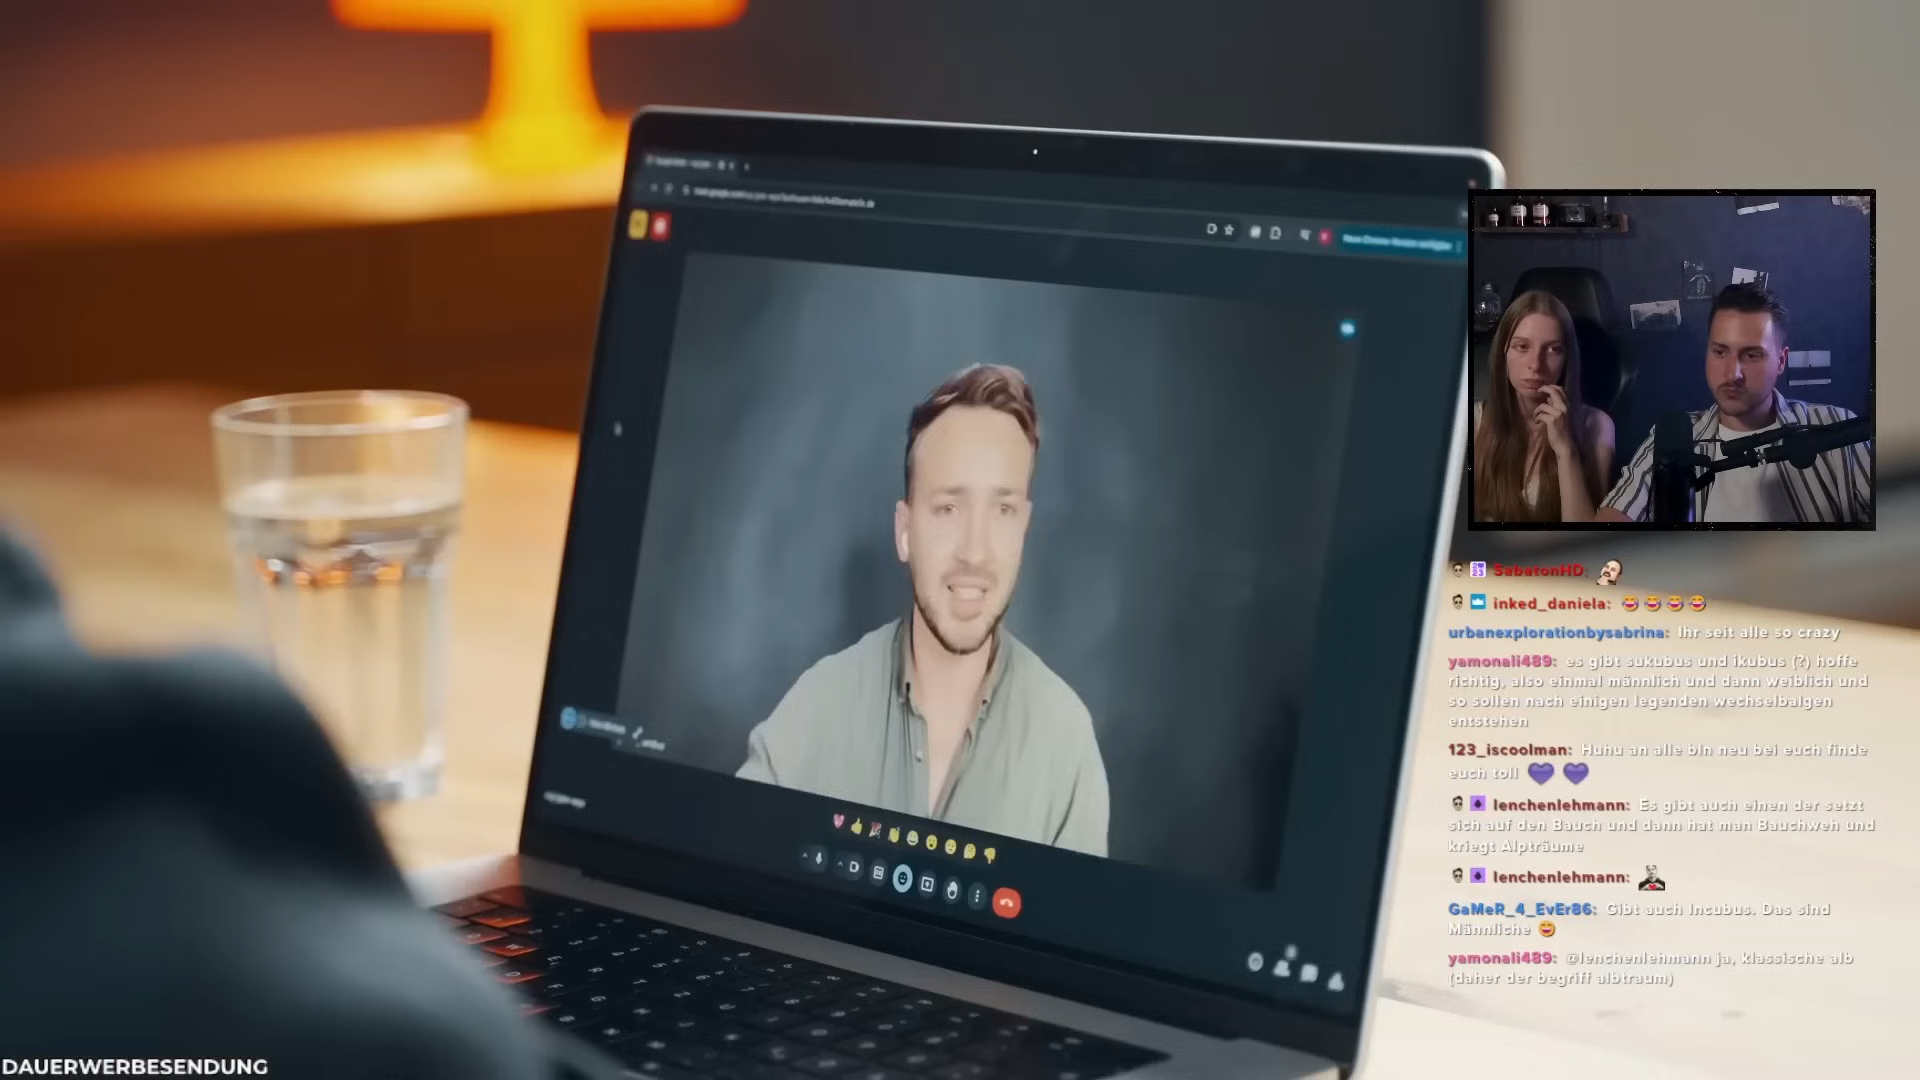 SabatonHD:
inked_daniela:
urbanexplorationbysabrina: Ihr seit alle so crazy
yamonali489: es gibt sukubus und ikubus (?) hoffe
richtig, also einmal männlich und dann weiblich und
so sollen nach einigen legenden wechselbalgen
entstehen
123_iscoolman: Huhu an alle bin neu bei euch finde
euch toll
lenchenlehmann: Es gibt auch einen der setzt
sich auf den Bauch und dann hat man Bauchweh und
kriegt Alpträume
lenchenlehmann:
GaMeR_4_EvEr86: Gibt auch Incubus. Das sind
Männliche
yamonali489: @lenchenlehmann ja, klassische alb
(daher der begriff albtraum)
DAUERWERBESENDUNG